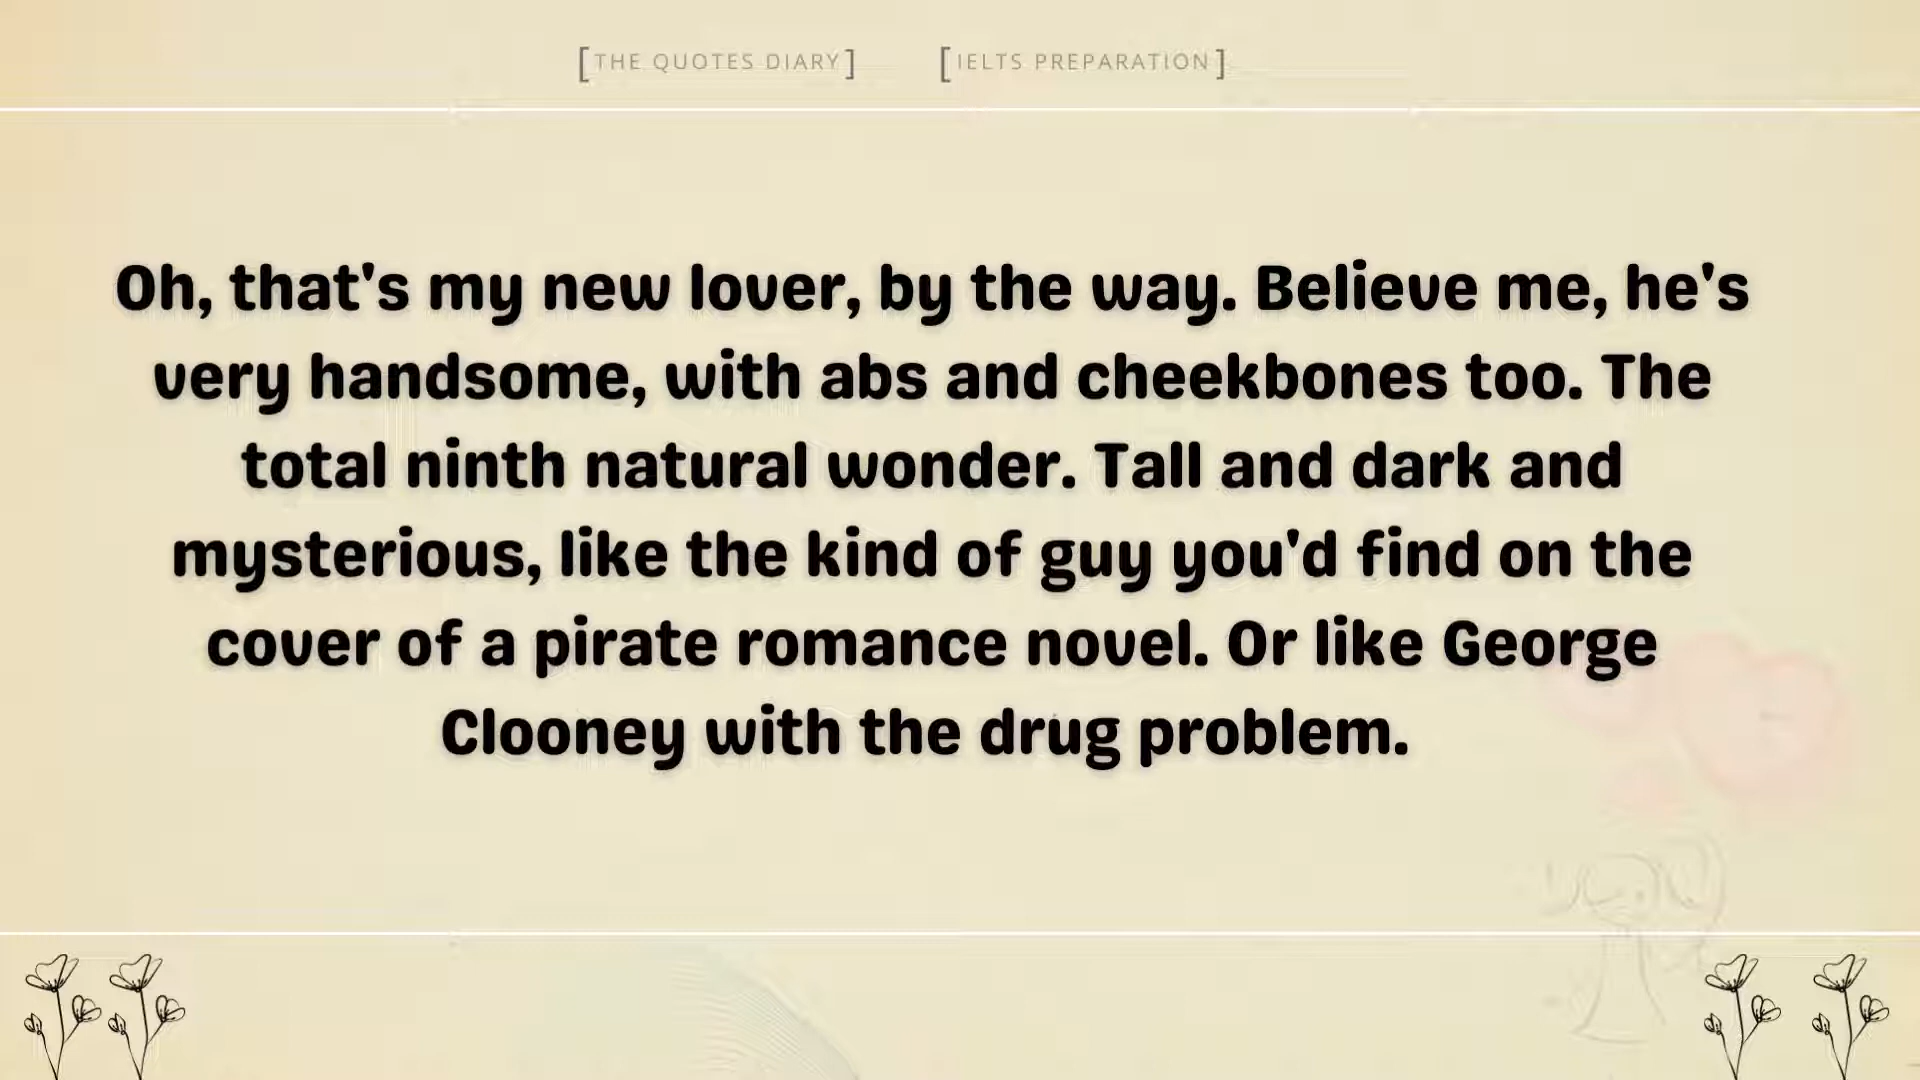 [THE QUOTES DIARY] [IELTS PREPARATION]
Oh, that's my new lover, by the way. Believe me, he's
very handsome, with abs and cheekbones too. The
total ninth natural wonder. Tall and dark and
mysterious, like the kind of guy you'd find on the
cover of a pirate romance novel. Or like George
Clooney with the drug problem.